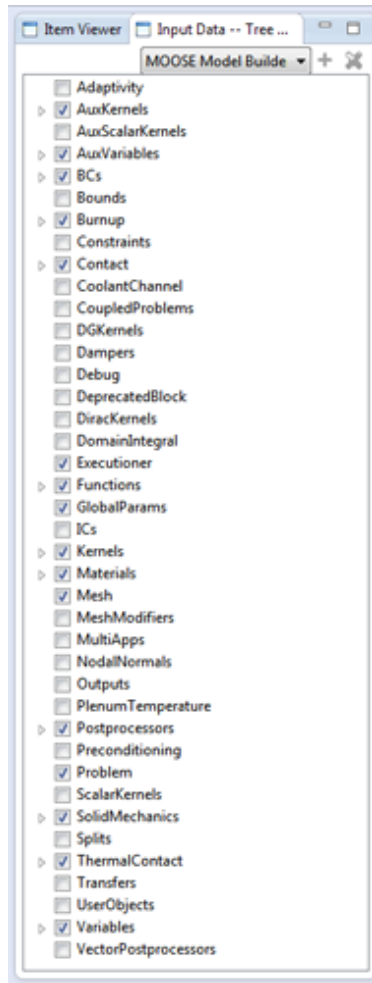 Item Viewer Input Data -- Tree ...
MOOSE Model Builde
Adaptivity
AuxKernels
AuxScalarKernels
AuxVariables
BCs
Bounds
Burnup
Constraints
Contact
CoolantChannel
CoupledProblems
DGKernels
Dampers
Debug
DeprecatedBlock
DiracKernels
DomainIntegral
Executioner
Functions
GlobalParams
ICs
Kernels
Materials
Mesh
MeshModifiers
MultiApps
NodalNormals
Outputs
PlenumTemperature
Postprocessors
Preconditioning
Problem
ScalarKernels
SolidMechanics
Splits
ThermalContact
Transfers
UserObjects
Variables
VectorPostprocessors